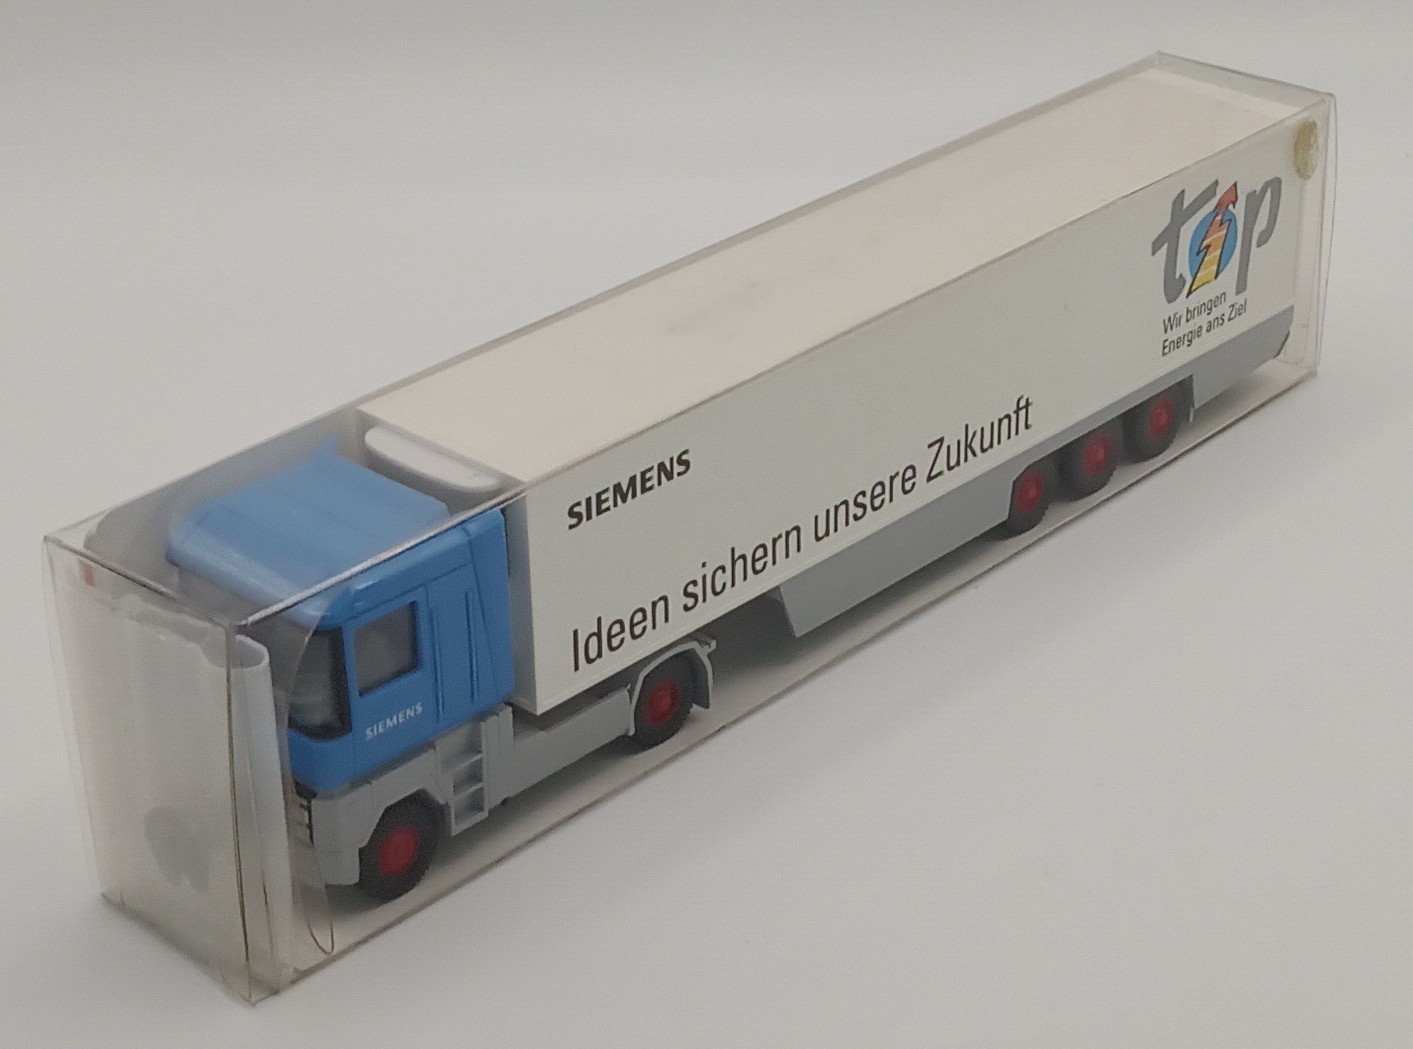 SIEMENS
Ideen sichern unsere Zukunft
top
Wir bringen
Energie ans Ziel
SIEMENS